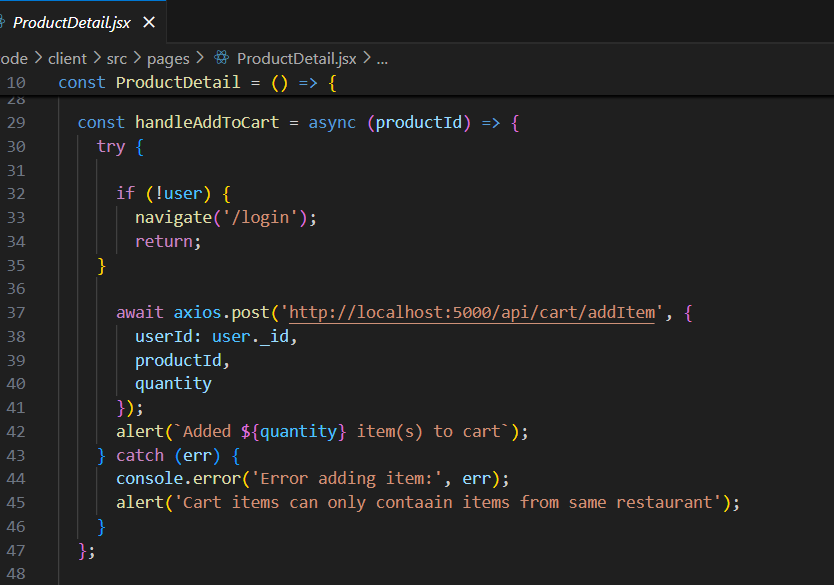 ProductDetail.jsx ×
ode > client > src > pages > ProductDetail.jsx > ...
10 const ProductDetail = () => {
28
29 const handleAddToCart = async (productId) => {
30 try {
31
32 if (!user) {
33 navigate('/login');
34 return;
35 }
36
37 await axios.post('http://localhost:5000/api/cart/addItem', {
38 userId: user._id,
39 productId,
40 quantity
41 });
42 alert(`Added ${quantity} item(s) to cart`);
43 } catch (err) {
44 console.error('Error adding item:', err);
45 alert('Cart items can only contaain items from same restaurant');
46 }
47 };
48